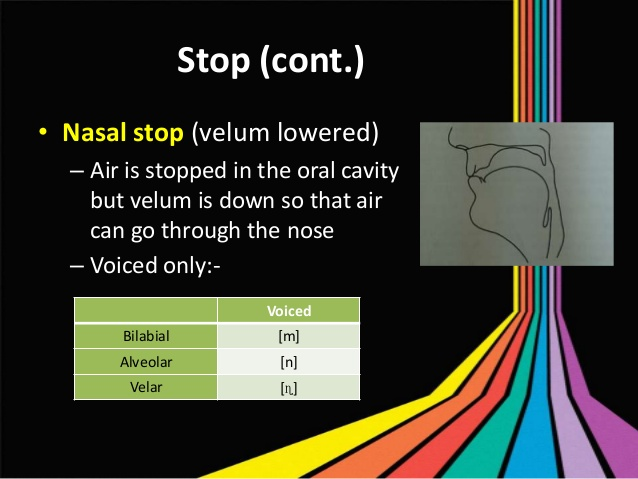 Stop (cont.)
• Nasal stop (velum lowered)
– Air is stopped in the oral cavity
but velum is down so that air
can go through the nose
– Voiced only:-
Voiced
Bilabial [m]
Alveolar [n]
Velar [ῃ]